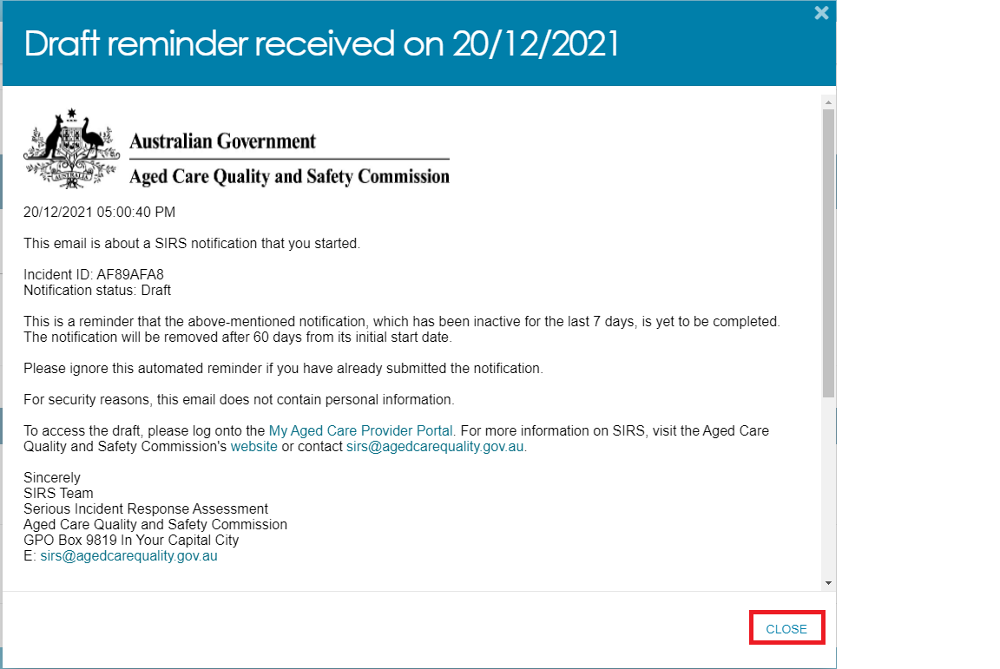 Draft reminder received on 20/12/2021
Australian Government
Aged Care Quality and Safety Commission
20/12/2021 05:00:40 PM
This email is about a SIRS notification that you started.
Incident ID: AF89AFA8
Notification status: Draft
This is a reminder that the above-mentioned notification, which has been inactive for the last 7 days, is yet to be completed.
The notification will be removed after 60 days from its initial start date.
Please ignore this automated reminder if you have already submitted the notification.
For security reasons, this email does not contain personal information.
To access the draft, please log onto the My Aged Care Provider Portal. For more information on SIRS, visit the Aged Care
Quality and Safety Commission's website or contact sirs@agedcarequality.gov.au.
Sincerely
SIRS Team
Serious Incident Response Assessment
Aged Care Quality and Safety Commission
GPO Box 9819 In Your Capital City
E: sirs@agedcarequality.gov.au
CLOSE